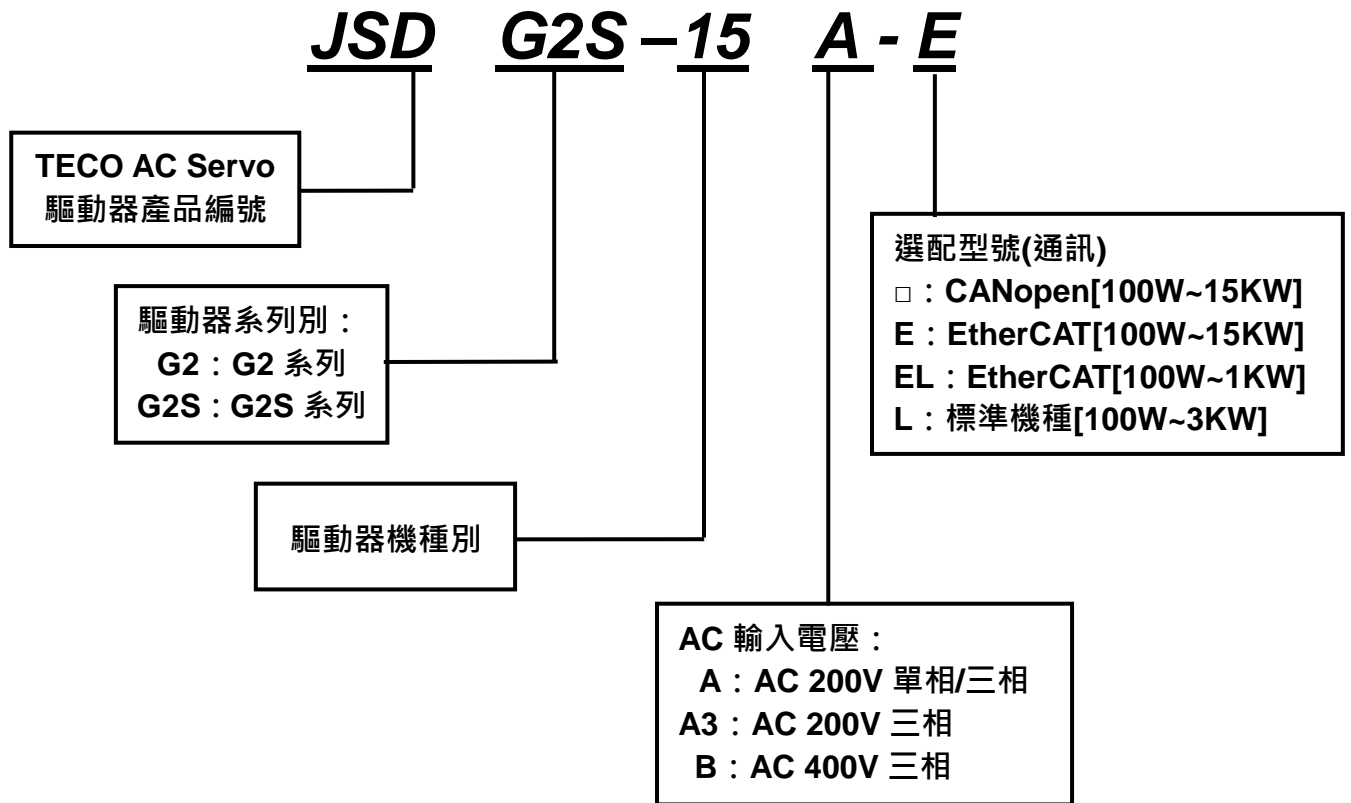 JSD G2S–15 A-E
TECO AC Servo
驅動器產品編號
選配型號(通訊)
□：CANopen[100W~15KW]
E：EtherCAT[100W~15KW]
EL：EtherCAT[100W~1KW]
L：標準機種[100W~3KW]
驅動器系列別：
G2：G2 系列
G2S：G2S 系列
驅動器機種別
AC 輸入電壓：
A：AC 200V 單相/三相
A3：AC 200V 三相
B：AC 400V 三相